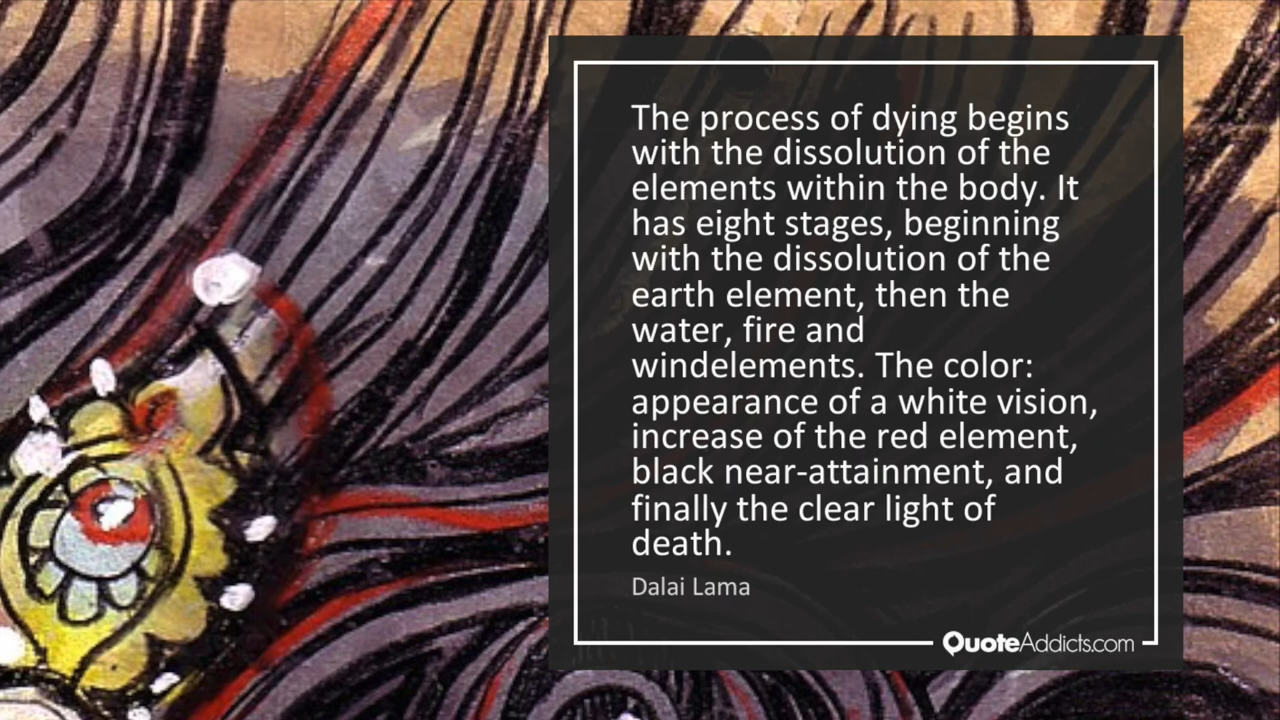 The process of dying begins
with the dissolution of the
elements within the body. It
has eight stages, beginning
with the dissolution of the
earth element, then the
water, fire and
windelements. The color:
appearance of a white vision,
increase of the red element,
black near-attainment, and
finally the clear light of
death.
Dalai Lama
QuoteAddicts.com